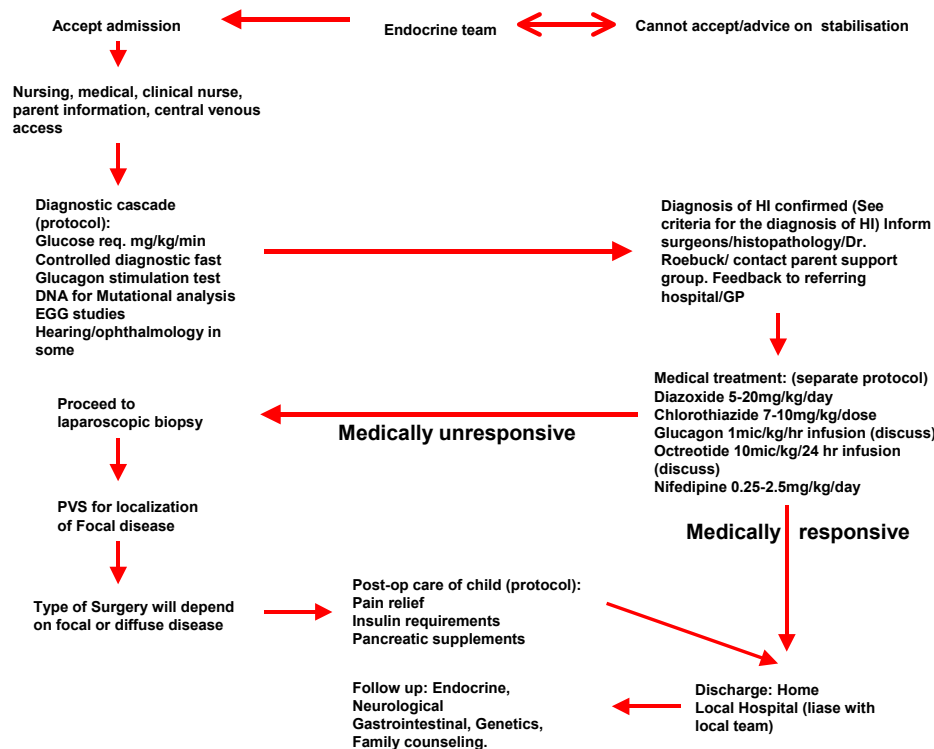 Accept admission
Endocrine team
Cannot accept/advice on stabilisation
Nursing, medical, clinical nurse,
parent information, central venous
access
Diagnostic cascade
(protocol):
Glucose req. mg/kg/min
Controlled diagnostic fast
Glucagon stimulation test
DNA for Mutational analysis
EGG studies
Hearing/ophthalmology in
some
Diagnosis of HI confirmed (See
criteria for the diagnosis of HI) Inform
surgeons/histopathology/Dr.
Roebuck/ contact parent support
group. Feedback to referring
hospital/GP
Medical treatment: (separate protocol)
Diazoxide 5-20mg/kg/day
Chlorothiazide 7-10mg/kg/dose
Glucagon 1mic/kg/hr infusion (discuss)
Octreotide 10mic/kg/24 hr infusion
(discuss)
Nifedipine 0.25-2.5mg/kg/day
Medically unresponsive
Proceed to
laparoscopic biopsy
PVS for localization
of Focal disease
Type of Surgery will depend
on focal or diffuse disease
Medically responsive
Post-op care of child (protocol):
Pain relief
Insulin requirements
Pancreatic supplements
Discharge: Home
Local Hospital (liase with
local team)
Follow up: Endocrine,
Neurological
Gastrointestinal, Genetics,
Family counseling.